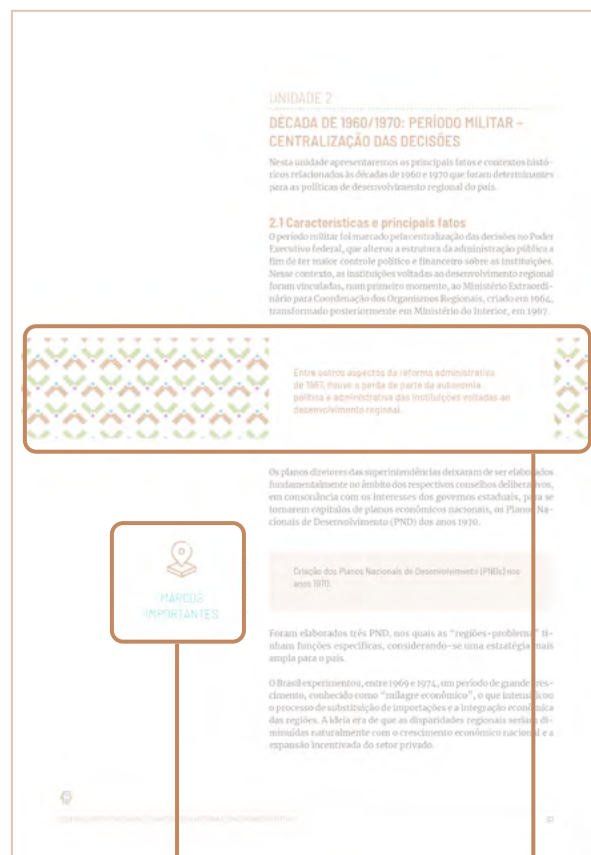 UNIDADE 2
DÉCADA DE 1960/1970: PERÍODO MILITAR –
CENTRALIZAÇÃO DAS DECISÕES
Nesta unidade apresentaremos os principais fatos e contextos histó-
ricos relacionados às décadas de 1960 e 1970 que foram determinantes
para as políticas de desenvolvimento regional do país.
2.1 Características e principais fatos
O período militar foi marcado pela centralização das decisões no Poder
Executivo federal, que alterou a estrutura da administração pública a
fim de ter maior controle político e financeiro sobre as instituições.
Nesse contexto, as instituições voltadas ao desenvolvimento regional
foram vinculadas, num primeiro momento, ao Ministério Extraordi-
nário para Coordenação dos Organismos Regionais, criado em 1964,
transformado posteriormente em Ministério do Interior, em 1967.
Entre outros aspectos da reforma administrativa
de 1967, houve a perda de parte da autonomia
política e administrativa das instituições voltadas ao
desenvolvimento regional.
Os planos diretores das superintendências deixaram de ser elaborados
fundamentalmente no âmbito dos respectivos conselhos deliberativos,
em consonância com os interesses dos governos estaduais, para se
tornarem capítulos de planos econômicos nacionais, os Planos Na-
cionais de Desenvolvimento (PND) dos anos 1970.
MARCOS
IMPORTANTES
Criação dos Planos Nacionais de Desenvolvimento (PNDs) nos
anos 1970.
Foram elaborados três PND, nos quais as “regiões-problema” ti-
nham funções específicas, considerando-se uma estratégia mais
ampla para o país.
O Brasil experimentou, entre 1969 e 1974, um período de grande cres-
cimento, conhecido como “milagre econômico”, o que intensificou
o processo de substituição de importações e a integração econômica
das regiões. A ideia era de que as disparidades regionais seriam di-
minuídas naturalmente com o crescimento econômico nacional e a
expansão incentivada do setor privado.